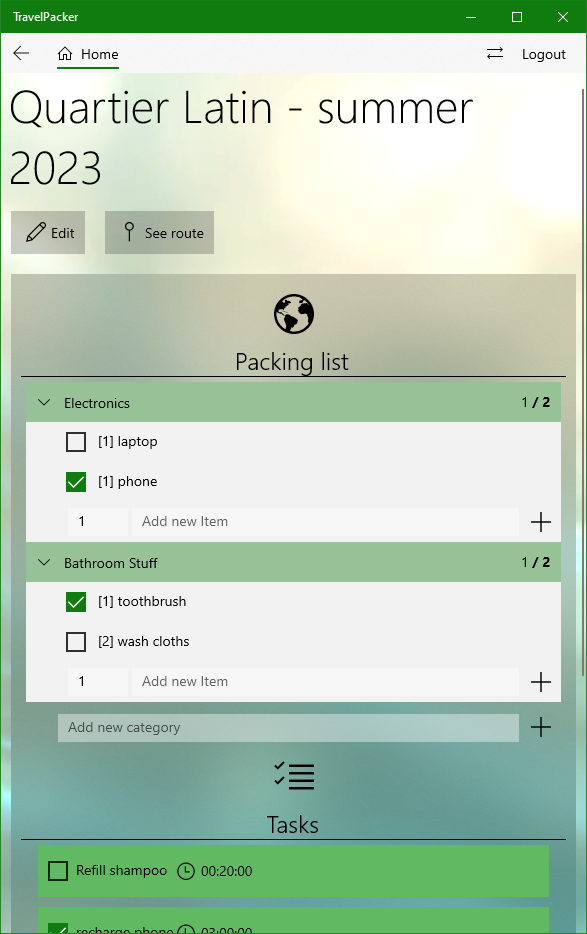 TravelPacker
Home
Logout
Quartier Latin - summer
2023
Edit
See route
Packing list
Electronics 1 / 2
[1] laptop
[1] phone
1 Add new Item
Bathroom Stuff 1 / 2
[1] toothbrush
[2] wash cloths
1 Add new Item
Add new category
Tasks
Refill shampoo 00:20:00
recharge phone 03:00:00